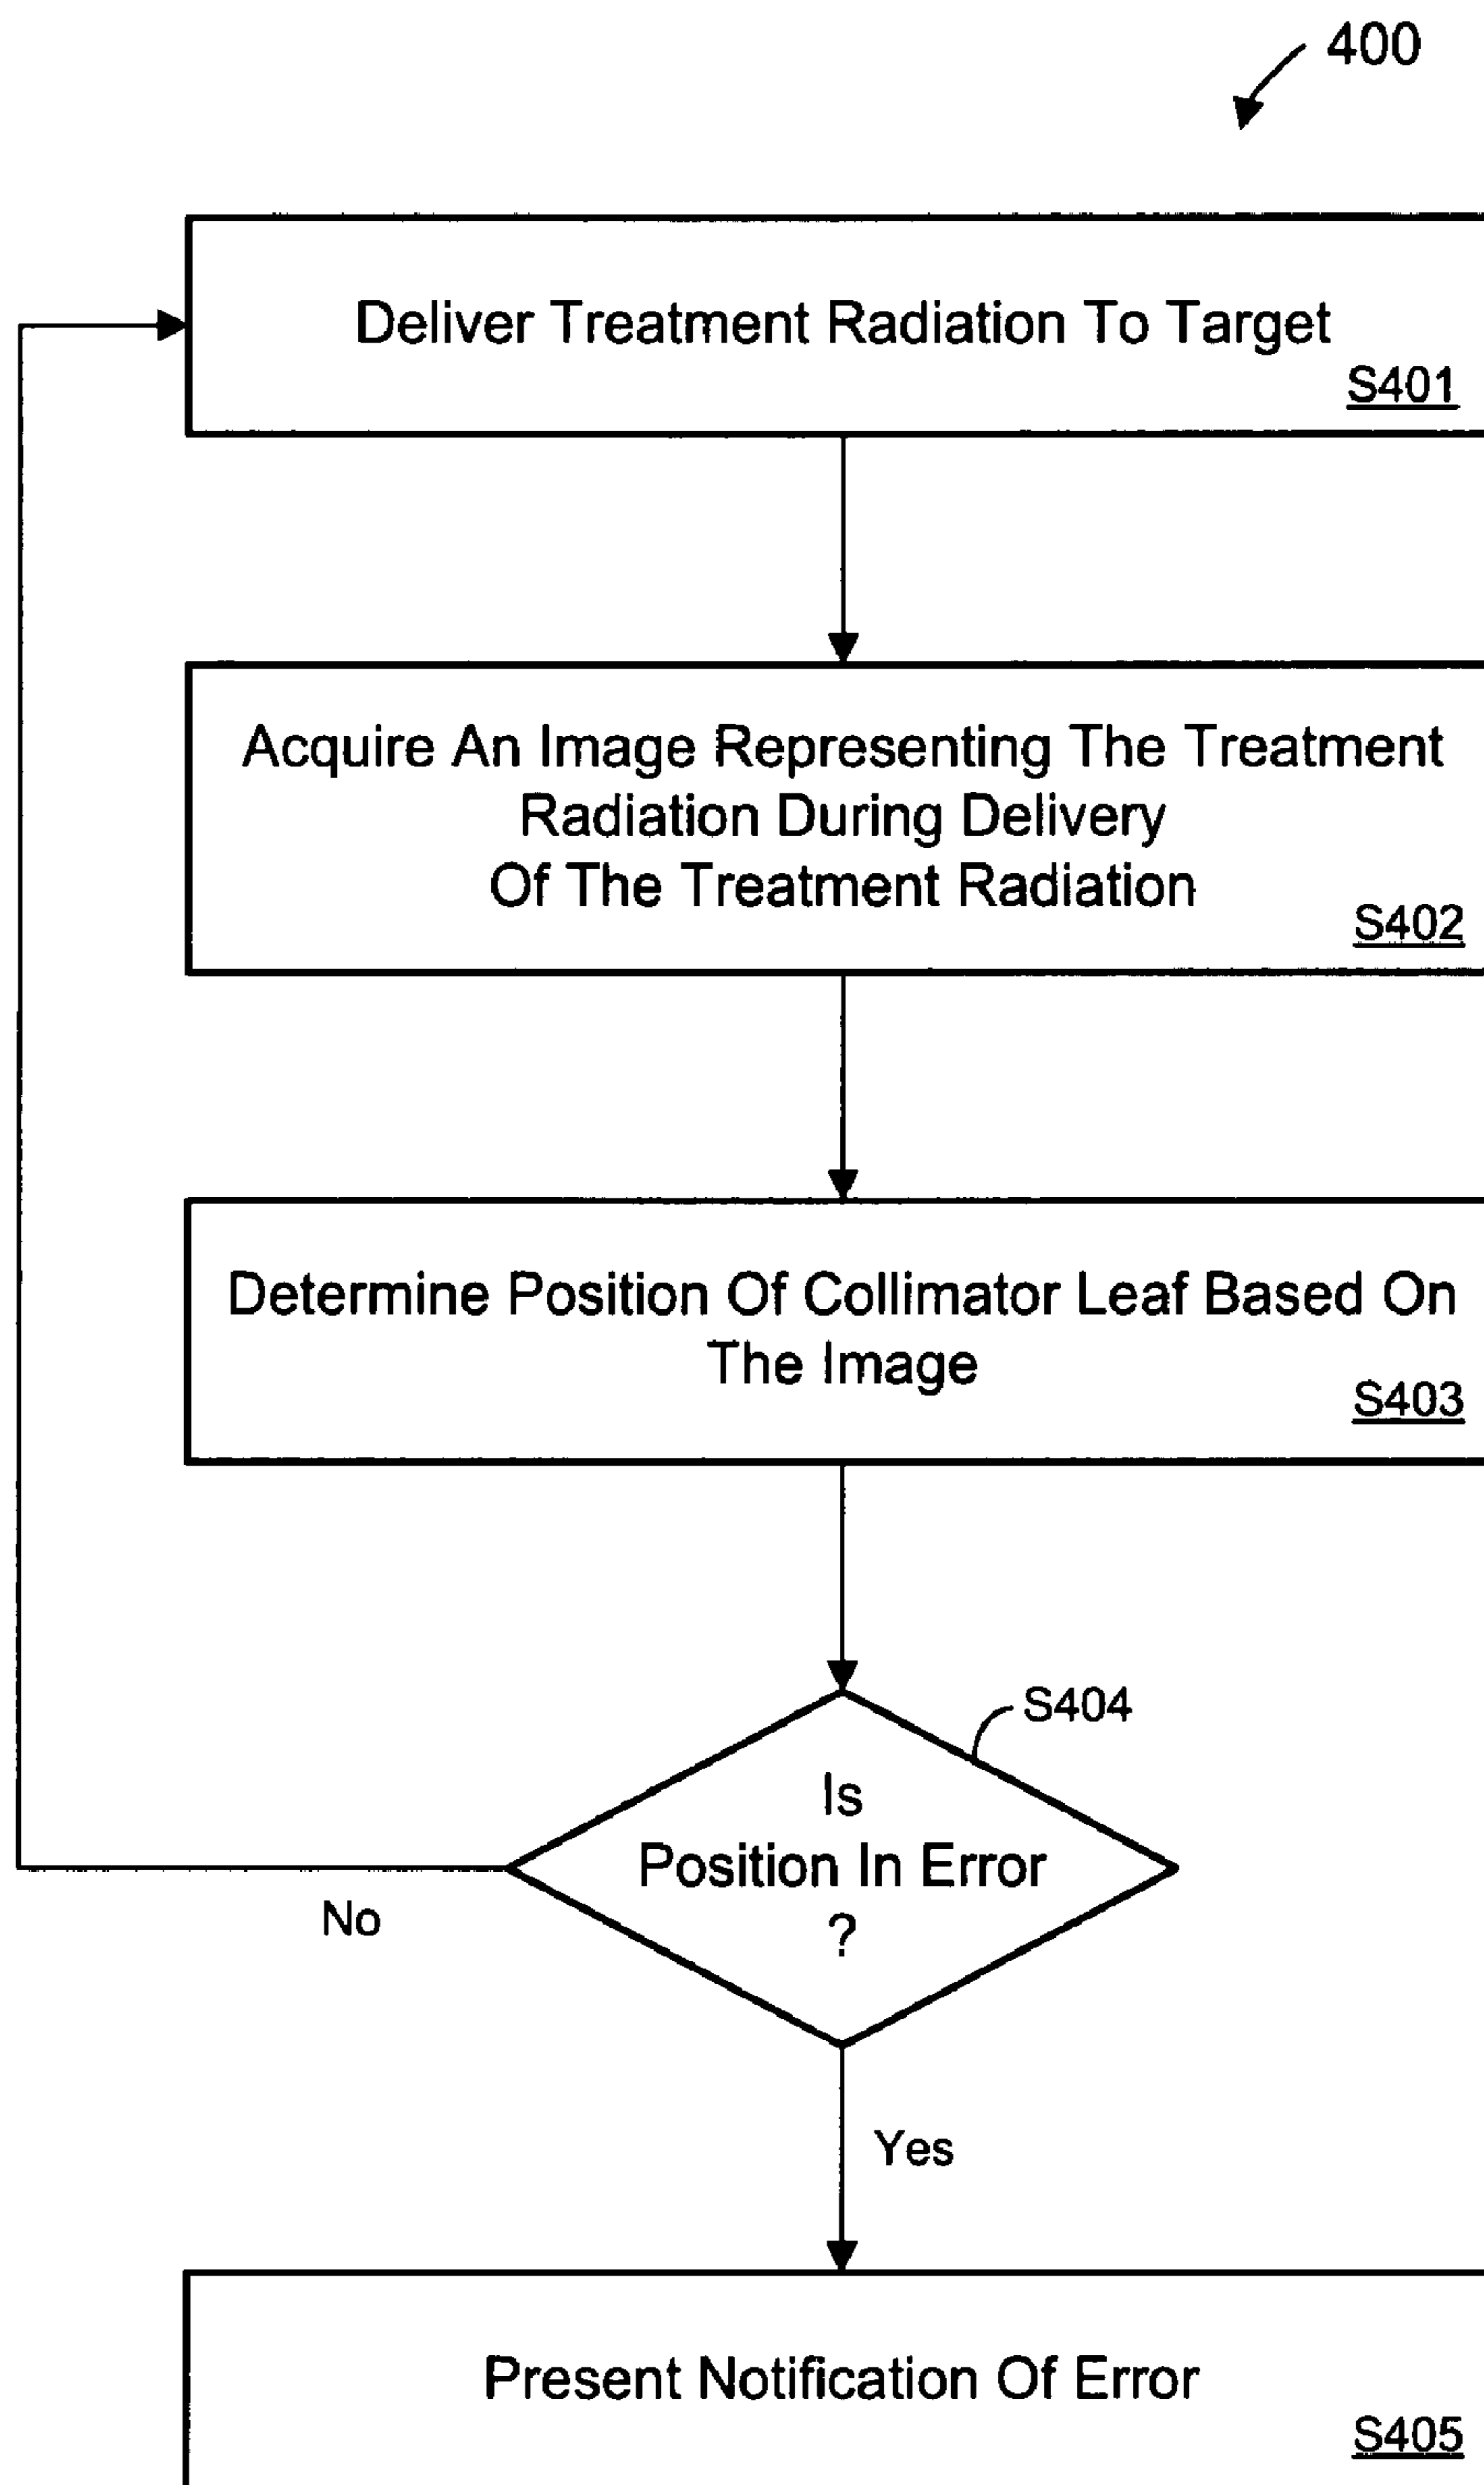 400
Deliver Treatment Radiation To Target
S401
Acquire An Image Representing The Treatment
Radiation During Delivery
Of The Treatment Radiation
S402
Determine Position Of Collimator Leaf Based On
The Image
S403
S404
Is
Position In Error
?
No
Yes
Present Notification Of Error
S405